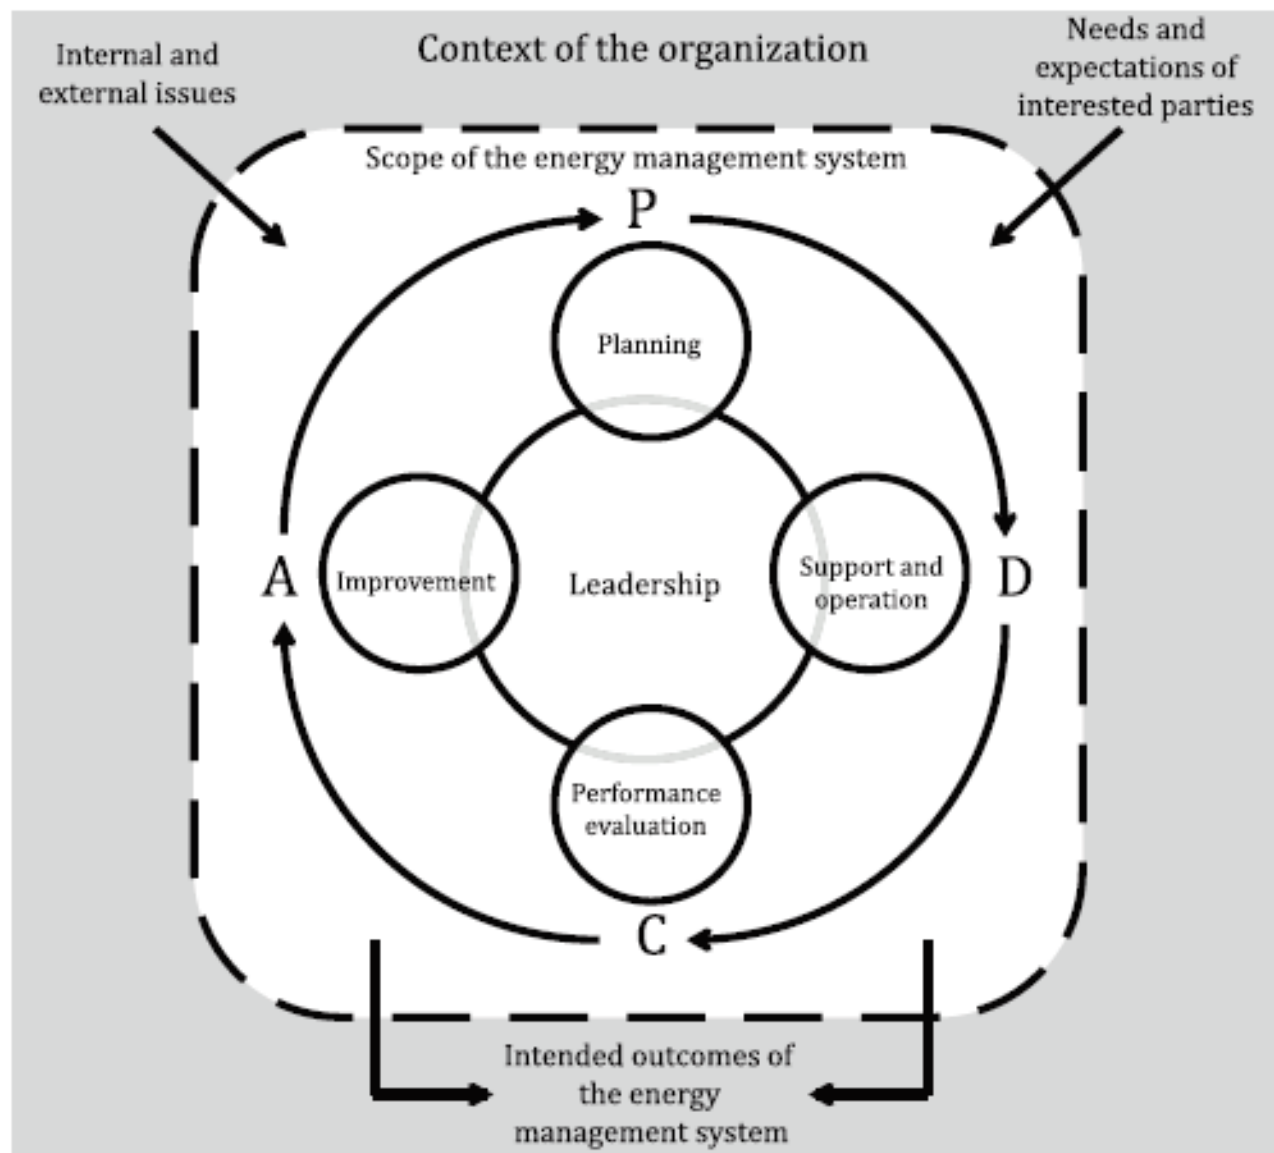 Context of the organization
Internal and
external issues
Needs and
expectations of
interested parties
Scope of the energy management system
P
Planning
A
Improvement
Leadership
Support and
operation
D
Performance
evaluation
C
Intended outcomes of
the energy
management system